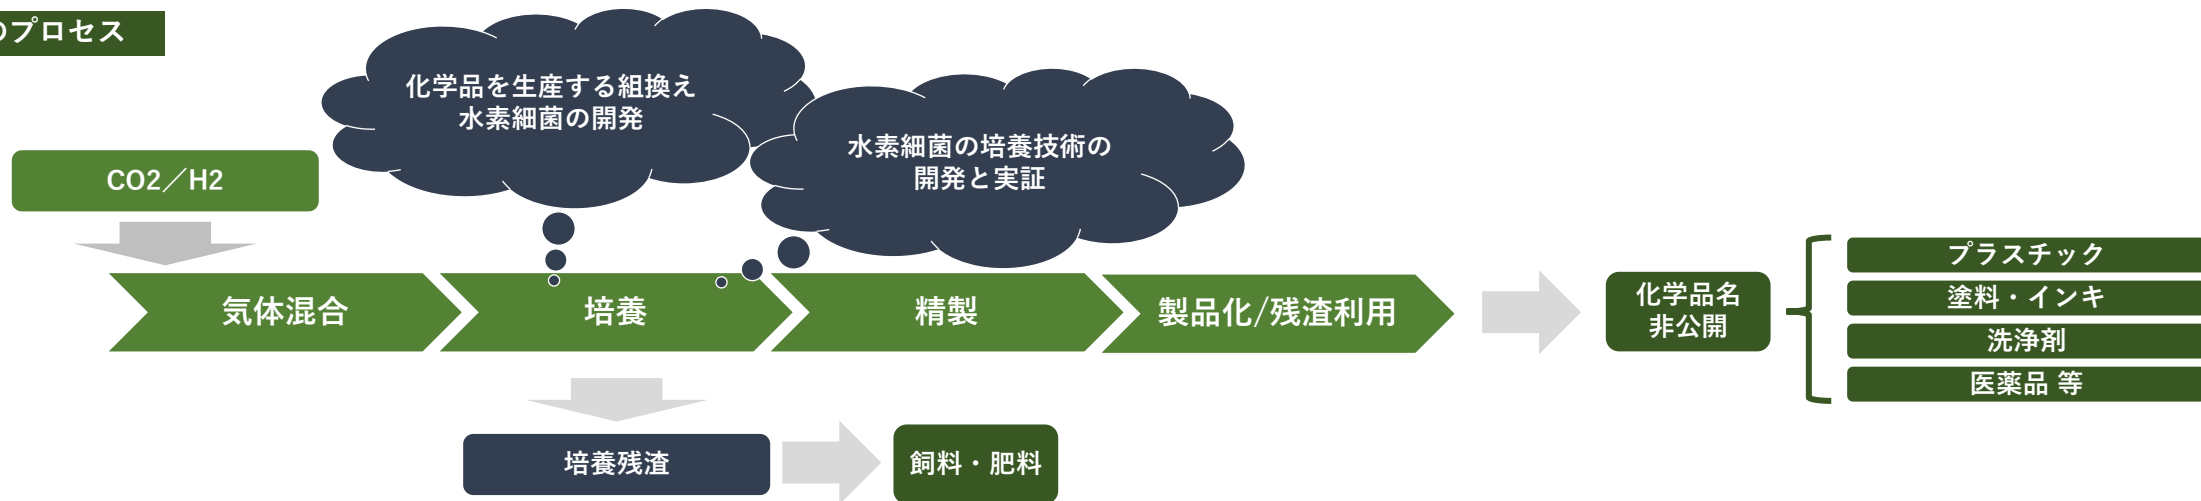 のプロセス
化学品を生産する組換え
水素細菌の開発
水素細菌の培養技術の
開発と実証
CO2／H2
気体混合
培養
精製
製品化/残渣利用
化学品名
非公開
プラスチック
塗料・インキ
洗浄剤
医薬品 等
培養残渣
飼料・肥料